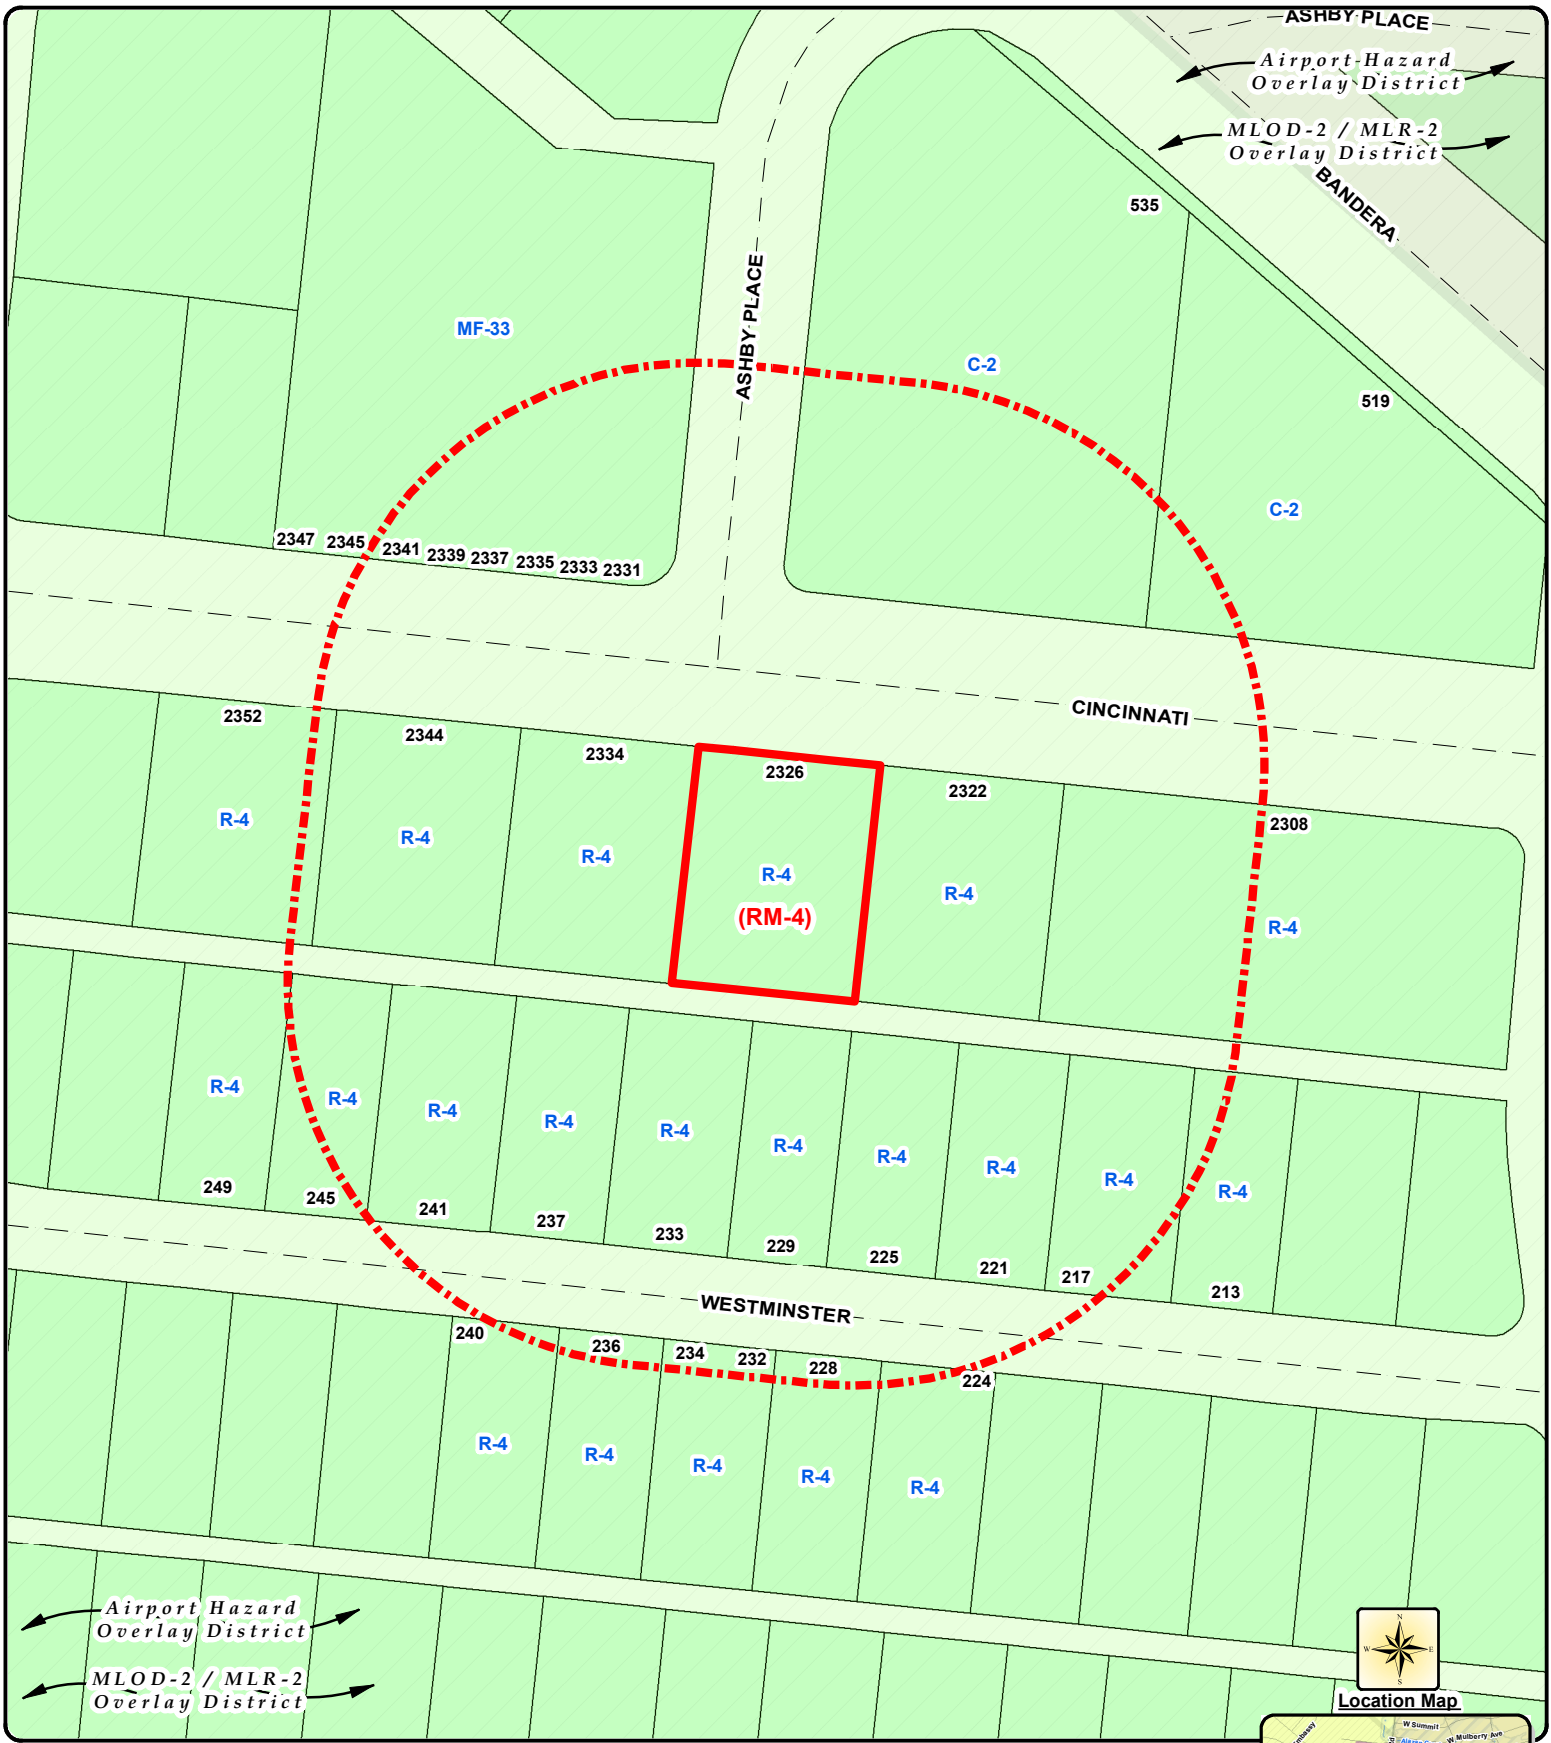 ASHBY PLACE
Airport Hazard
Overlay District
MLOD-2 / MLR-2
Overlay District
BANDERA
535
ASHBY PLACE
MF-33
C-2
519
C-2
2347 2345 2341 2339 2337 2335 2333 2331
CINCINNATI
2352
2344
2334
2326
2322
2308
R-4
R-4
R-4
R-4
(RM-4)
R-4
R-4
R-4
R-4
R-4
R-4
R-4
R-4
R-4
R-4
R-4
R-4
249
245
241
237
233
229
225
221
217
213
WESTMINSTER
240
236
234
232
228
224
R-4
R-4
R-4
R-4
R-4
Airport Hazard
Overlay District
MLOD-2 / MLR-2
Overlay District
N
W
E
S
Location Map
W Summit
W Mulberry Ave